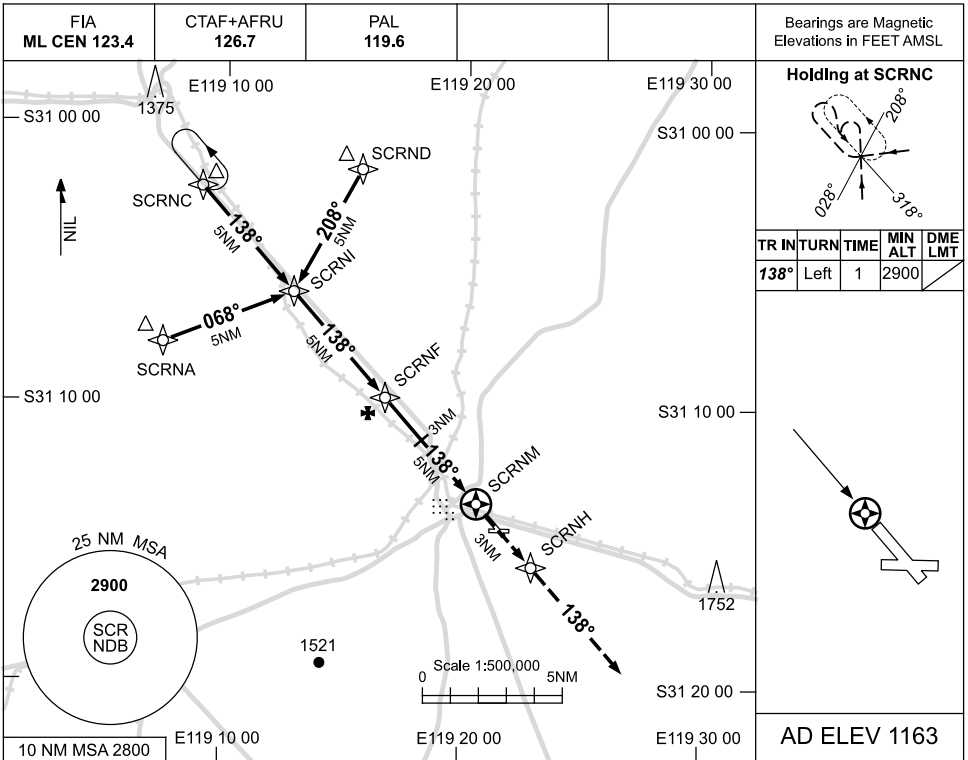 FIA
ML CEN 123.4
CTAF+AFRU
126.7
PAL
119.6
Bearings are Magnetic
Elevations in FEET AMSL
E119 10 00
E119 20 00
E119 30 00
1375
S31 00 00
S31 00 00
Holding at SCRNC
208°
028°
318°
TR IN TURN TIME MIN ALT DME LMT
138° Left 1 2900
NIL
SCRNC
SCRND
138°
5NM
208°
5NM
SCRNI
068°
5NM
SCRNA
138°
5NM
SCRNF
S31 10 00
S31 10 00
3NM
138°
5NM
SCRNM
3NM
SCRNH
138°
25 NM MSA
2900
SCR
NDB
1521
1752
Scale 1:500,000
0 5NM
S31 20 00
10 NM MSA 2800
E119 10 00
E119 20 00
E119 30 00
AD ELEV 1163